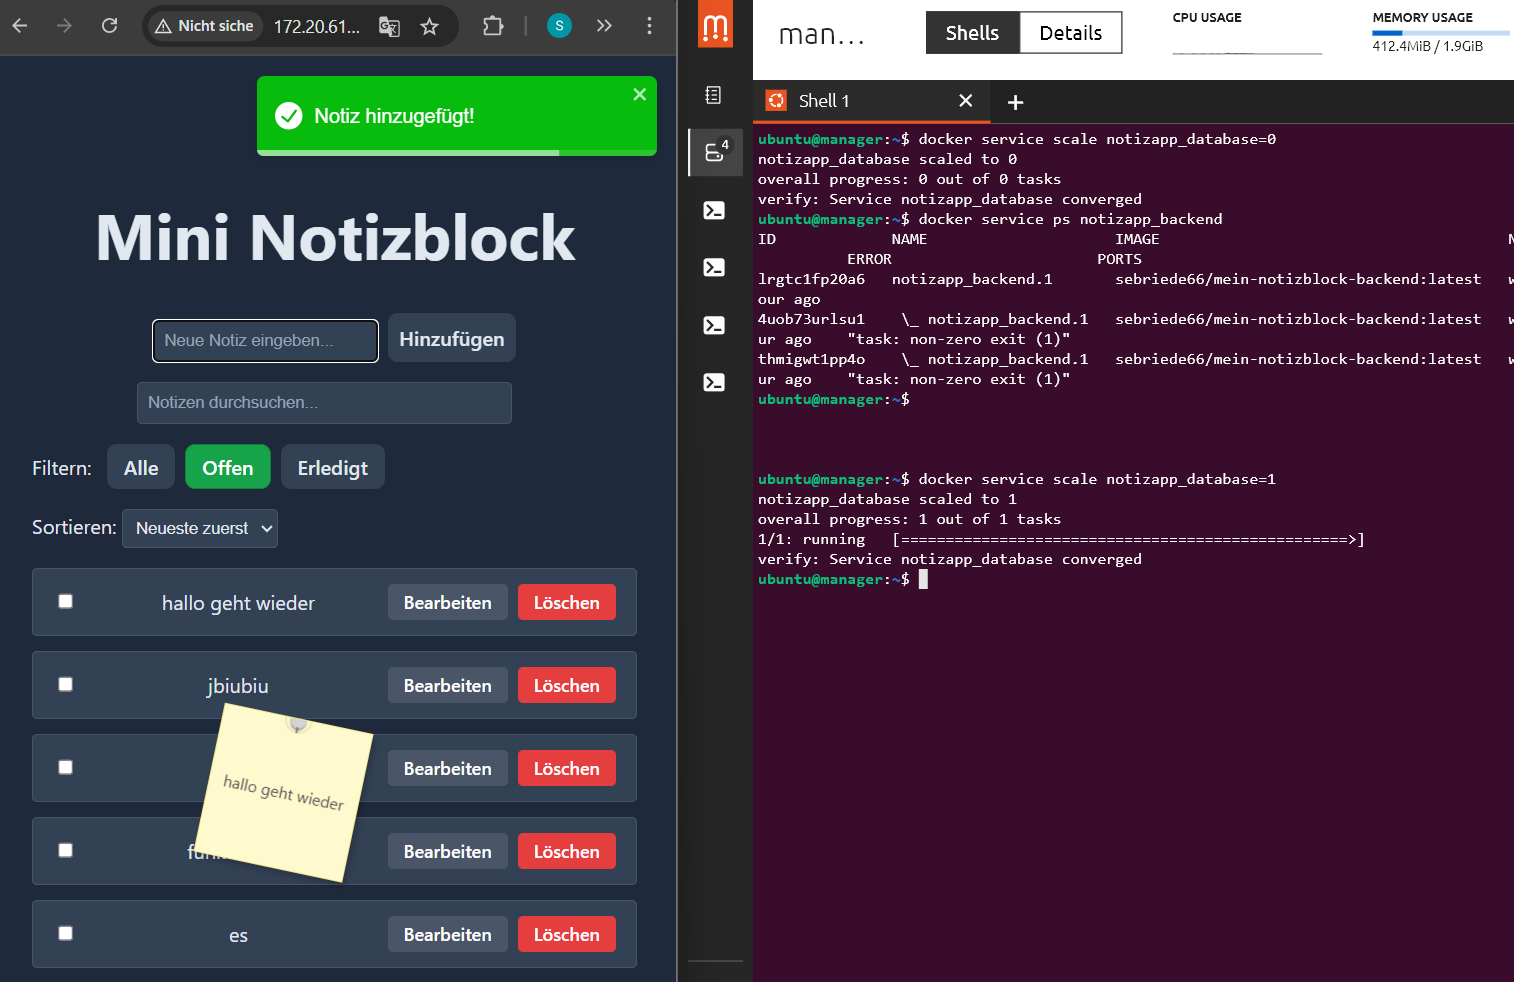 Nicht siche
172.20.61...
S
Notiz hinzugefügt!
Mini Notizblock
Neue Notiz eingeben...
Hinzufügen
Notizen durchsuchen...
Filtern:
Alle
Offen
Erledigt
Sortieren:
Neueste zuerst
hallo geht wieder
Bearbeiten
Löschen
jbiubiu
Bearbeiten
Löschen
hallo geht wieder
Bearbeiten
Löschen
Bearbeiten
Löschen
es
Bearbeiten
Löschen
4
man...
Shells
Details
CPU USAGE
MEMORY USAGE
412.4MiB / 1.9GiB
Shell 1
ubuntu@manager:~$ docker service scale notizapp_database=0
notizapp_database scaled to 0
overall progress: 0 out of 0 tasks
verify: Service notizapp_database converged
ubuntu@manager:~$ docker service ps notizapp_backend
ID NAME IMAGE N
ERROR PORTS
lrgtc1fp20a6 notizapp_backend.1 sebriede66/mein-notizblock-backend:latest w
our ago
4uob73urlsu1 \_ notizapp_backend.1 sebriede66/mein-notizblock-backend:latest w
ur ago "task: non-zero exit (1)"
thmigwt1pp4o \_ notizapp_backend.1 sebriede66/mein-notizblock-backend:latest w
ur ago "task: non-zero exit (1)"
ubuntu@manager:~$
ubuntu@manager:~$ docker service scale notizapp_database=1
notizapp_database scaled to 1
overall progress: 1 out of 1 tasks
1/1: running [==================================================>]
verify: Service notizapp_database converged
ubuntu@manager:~$